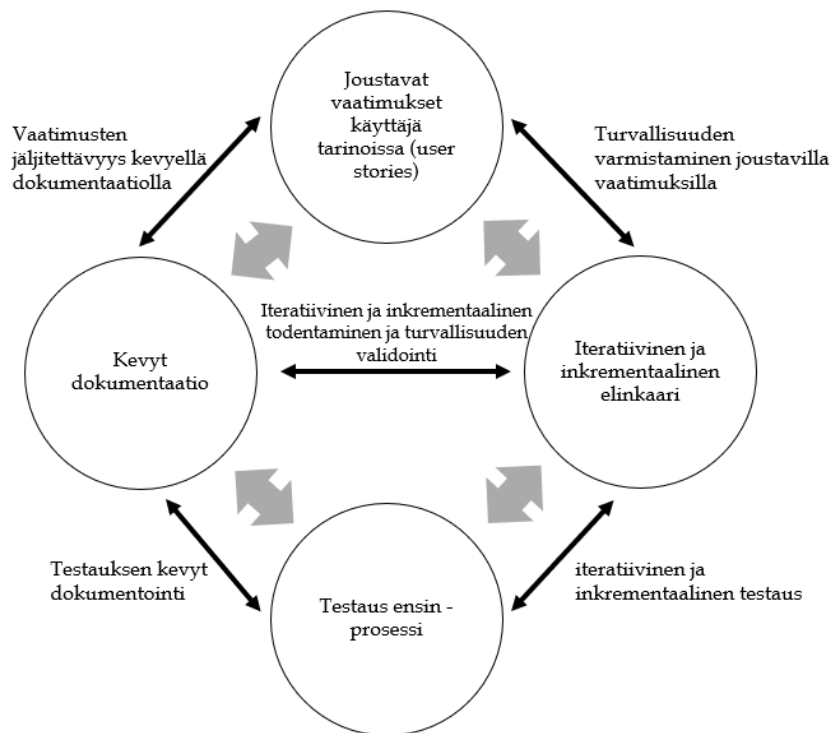 Joustavat
vaatimukset
käyttäjä
tarinoissa (user
stories)
Vaatimusten
jäljitettävyys kevyellä
dokumentaatiolla
Turvallisuuden
varmistaminen joustavilla
vaatimuksilla
Iteratiivinen ja inkrementaalinen
todentaminen ja turvallisuuden
validointi
Kevyt
dokumentaatio
Iteratiivinen ja
inkrementaalinen
elinkaari
Testauksen kevyt
dokumentointi
Testaus ensin -
prosessi
iteratiivinen ja
inkrementaalinen testaus